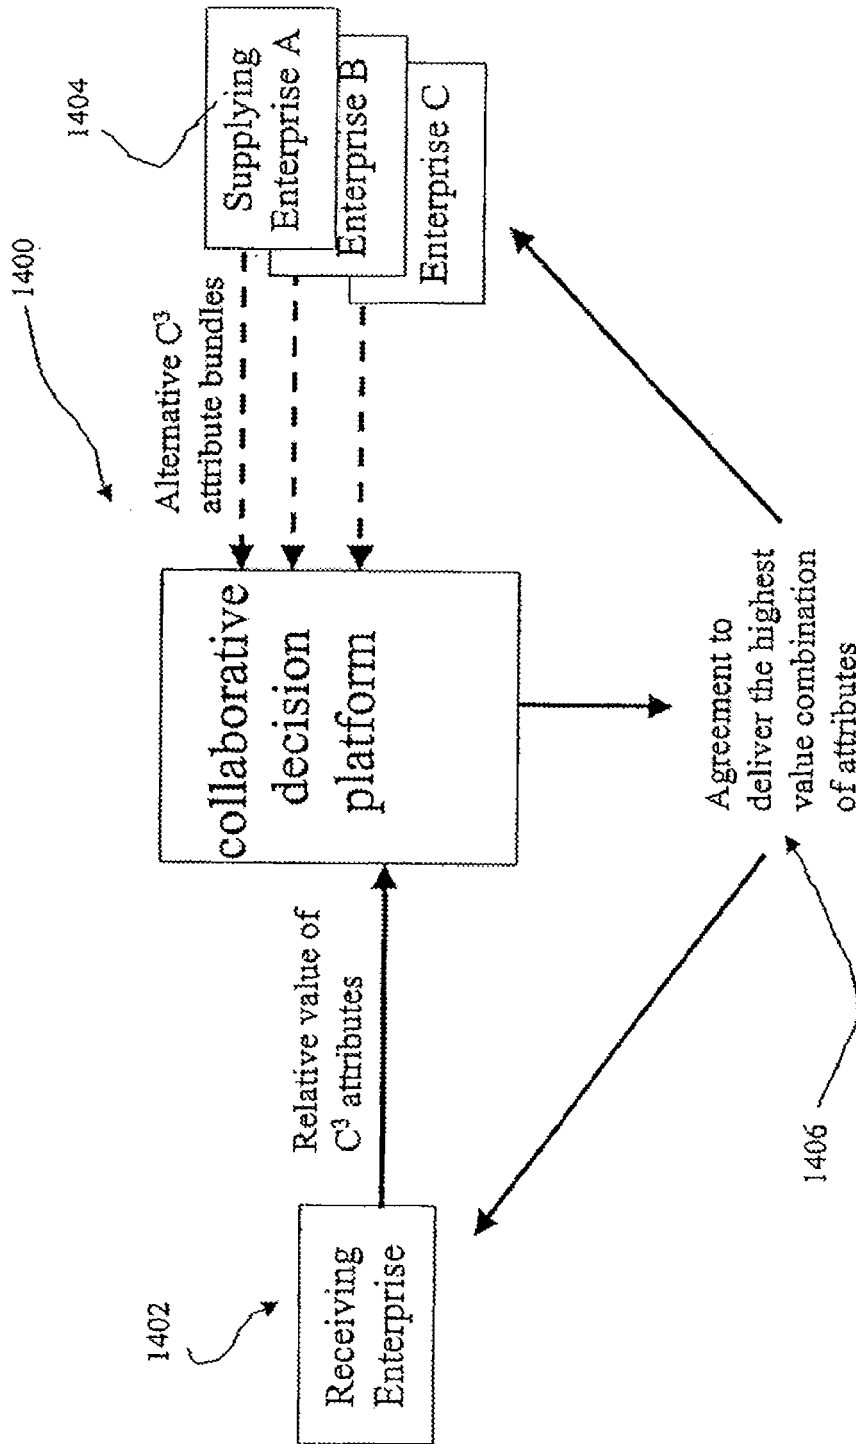 1400
1404
Supplying
Enterprise A
Enterprise B
Enterprise C
Alternative C³
attribute bundles
collaborative
decision
platform
Relative value of
C³ attributes
1402
Receiving
Enterprise
Agreement to
deliver the highest
value combination
of attributes
1406